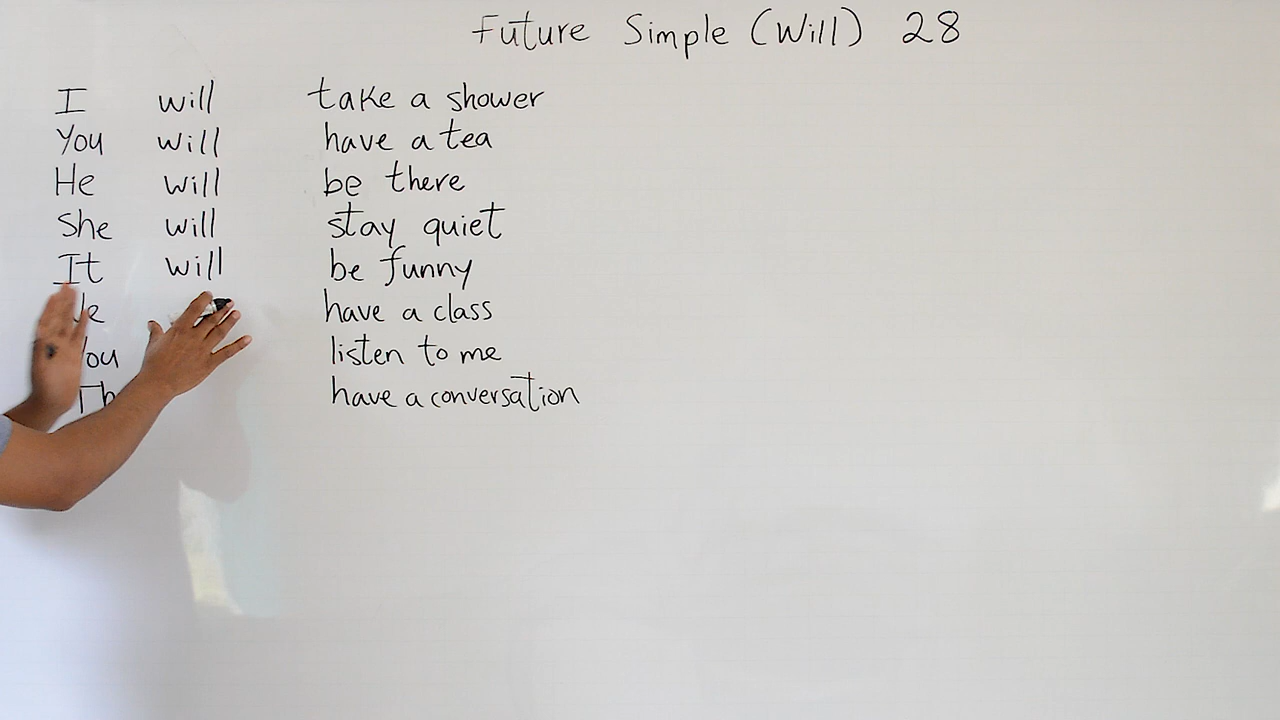 Future Simple (Will) 28
I will take a shower
You will have a tea
He will be there
She will stay quiet
It will be funny
have a class
listen to me
have a conversation